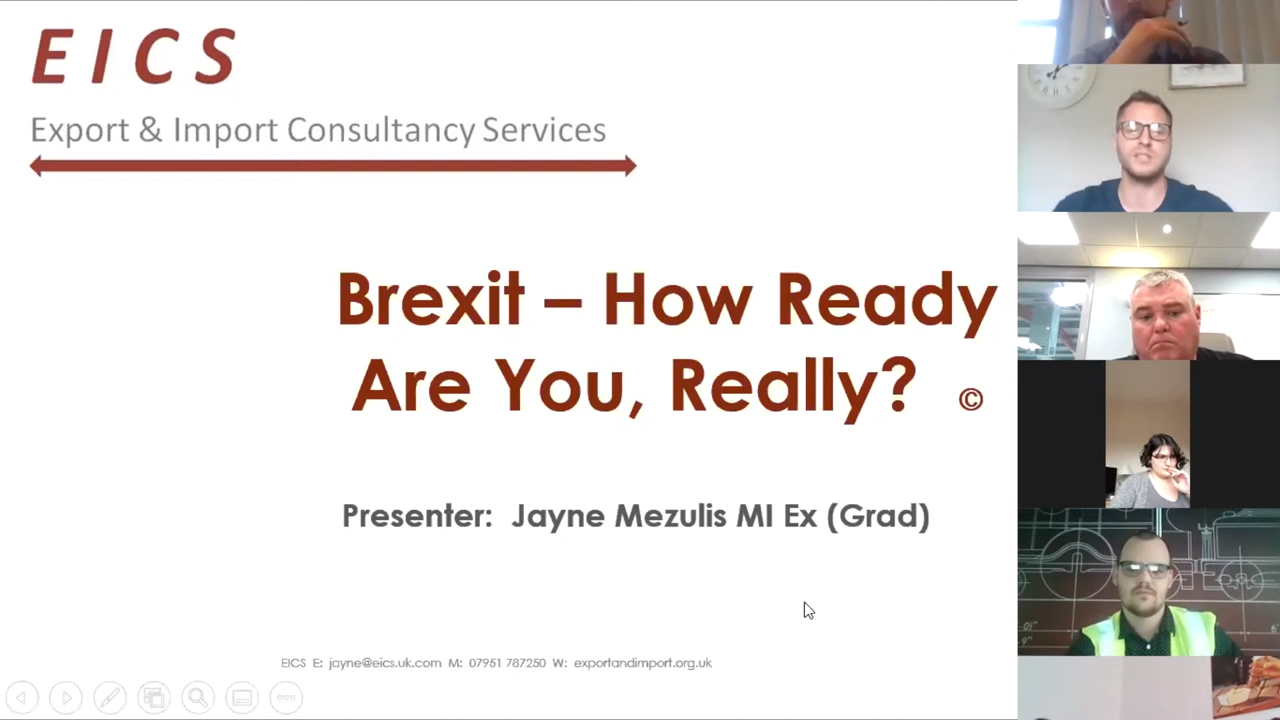 EICS
Export & Import Consultancy Services
Brexit – How Ready
Are You, Really? ©
Presenter: Jayne Mezulis MI Ex (Grad)
EICS E: jayne@eics.uk.com M: 07951 787250 W: exportandimport.org.uk